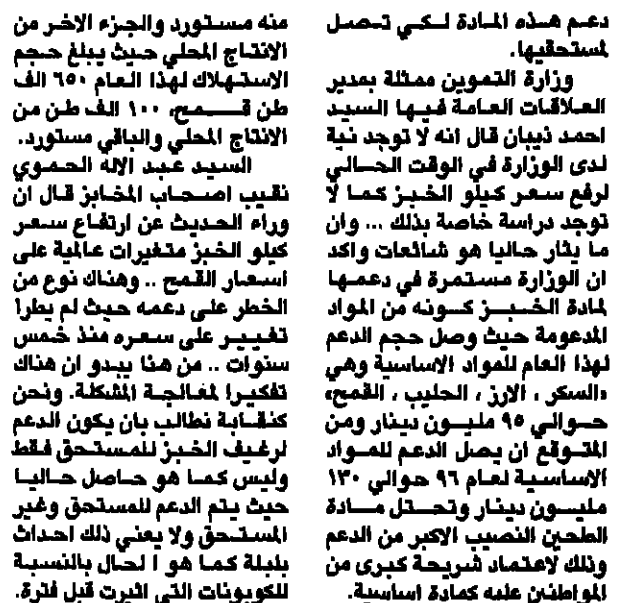 دعم هذه المادة لكي تصل
لمستحقيها.
وزارة التموين ممثلة بمدير
العلاقات العامة فيها السيد
احمد ذيبان قال انه لا توجد نية
لدى الوزارة في الوقت الحالي
لرفع سعر كيلو الخبز كما لا
توجد دراسة خاصة بذلك ... وان
ما يثار حاليا هو شائعات واكد
ان الوزارة مستمرة في دعمها
لمادة الخبز كونه من المواد
المدعومة حيث وصل حجم الدعم
لهذا العام للمواد الاساسية وهي
«السكر ، الارز ، الحليب ، القمح»
حوالي ٩٥ مليون دينار ومن
المتوقع ان يصل الدعم للمواد
الاساسية لعام ٩٦ حوالي ١٣٠
مليون دينار وتحتل مادة
الطحين النصيب الاكبر من الدعم
وذلك لاعتماد شريحة كبرى من
المواطنين عليه كمادة اساسية.
منه مستورد والجزء الاخر من
الانتاج المحلي حيث يبلغ حجم
الاستهلاك لهذا العام ٦٥٠ الف
طن قمح، ١٠٠ الف طن من
الانتاج المحلي والباقي مستورد.
السيد عبد الاله الحموي
نقيب اصحاب المخابز قال ان
وراء الحديث عن ارتفاع سعر
كيلو الخبز متغيرات عالمية على
اسعار القمح .. وهناك نوع من
الخطر على دعمه حيث لم يطرا
تغيير على سعره منذ خمس
سنوات .. من هنا يبدو ان هناك
تفكيرا لمعالجة المشكلة. ونحن
كنقابة نطالب بان يكون الدعم
لرغيف الخبز للمستحق فقط
وليس كما هو حاصل حاليا
حيث يتم الدعم للمستحق وغير
المستحق ولا يعني ذلك احداث
بلبلة كما هو ا لحال بالنسبة
للكوبونات التي اثيرت قبل فترة.